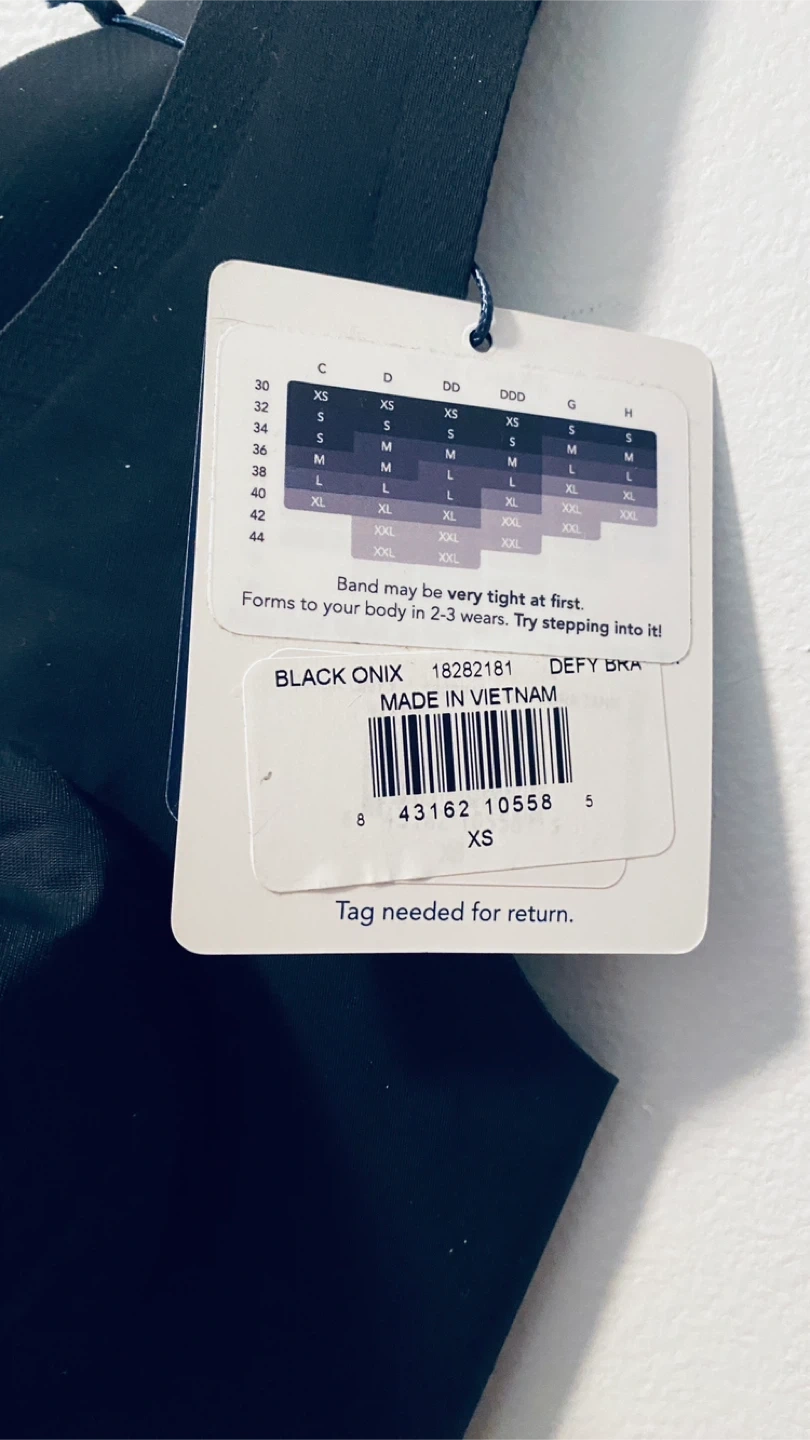 C D DD DDD G H
30 XS XS XS XS S S
32 S S S S M M
34 S M M M L L
36 M M L L XL XL
38 L L L XL XXL XXL
40 XL XL XL XXL XXL
42 XXL XXL XXL
44 XXL XXL
Band may be very tight at first.
Forms to your body in 2-3 wears. Try stepping into it!
BLACK ONIX 18282181 DEFY BRA
MADE IN VIETNAM
8 43162 10558 5
XS
Tag needed for return.